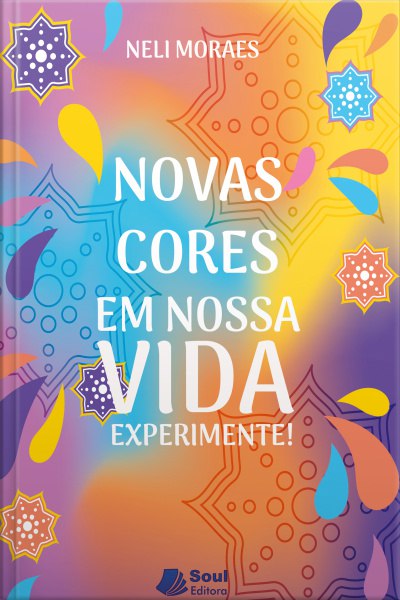 NELI MORAES
NOVAS
CORES
EM NOSSA
VIDA
EXPERIMENTE!
Soul
Editora